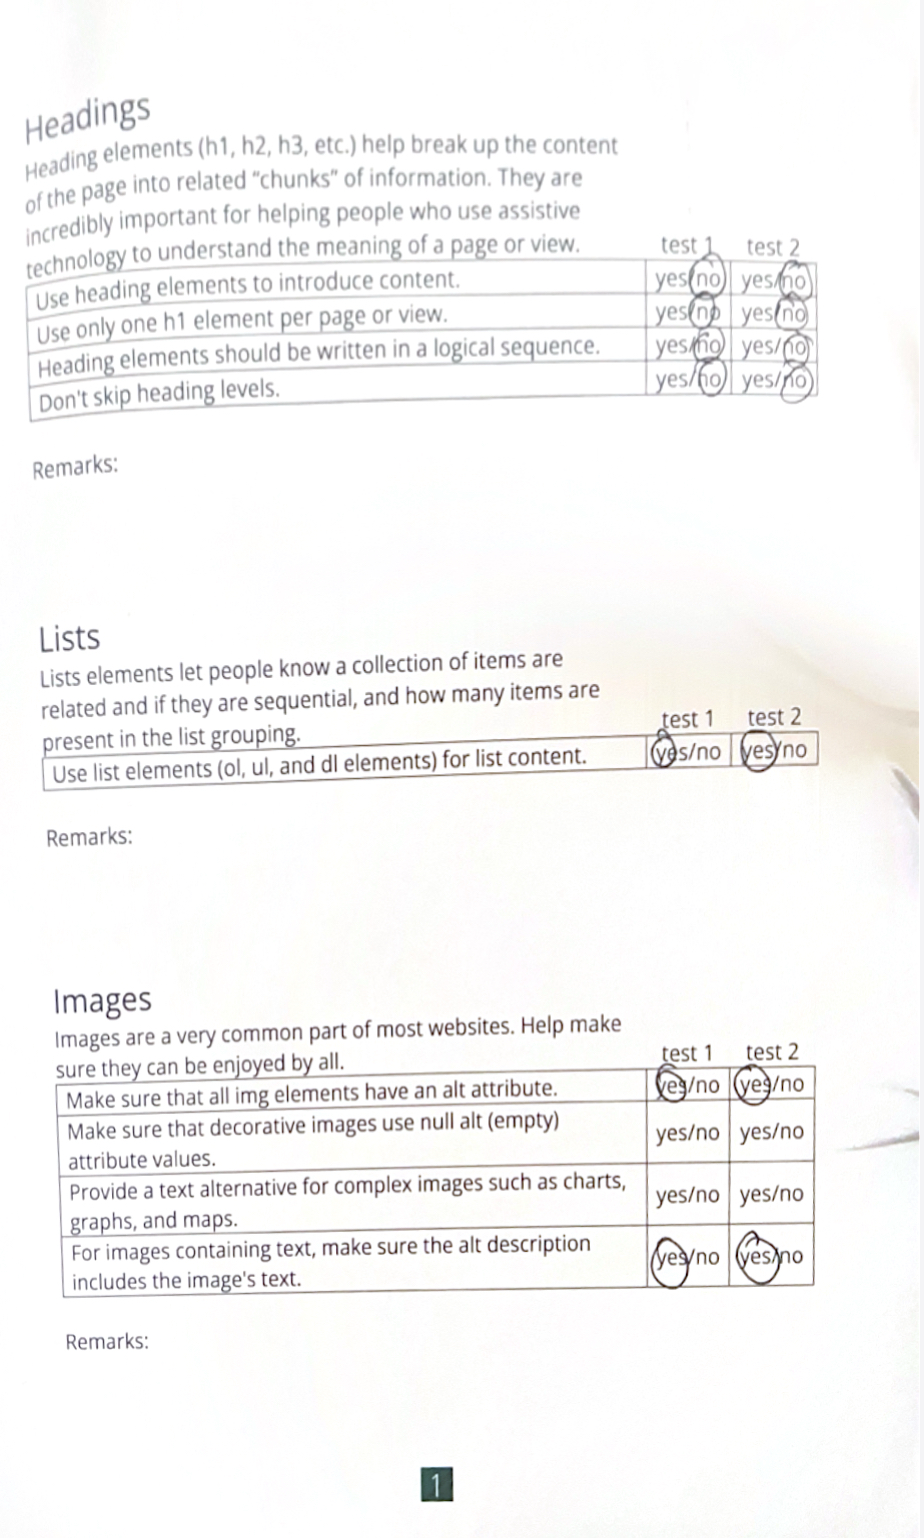 Headings
Heading elements (h1, h2, h3, etc.) help break up the content
of the page into related “chunks” of information. They are
incredibly important for helping people who use assistive
technology to understand the meaning of a page or view.
test 1 test 2
Use heading elements to introduce content. yes/no yes/no
Use only one h1 element per page or view. yes/no yes/no
Heading elements should be written in a logical sequence. yes/no yes/no
Don't skip heading levels. yes/no yes/no
Remarks:
Lists
Lists elements let people know a collection of items are
related and if they are sequential, and how many items are
present in the list grouping.
test 1 test 2
Use list elements (ol, ul, and dl elements) for list content. yes/no yes/no
Remarks:
Images
Images are a very common part of most websites. Help make
sure they can be enjoyed by all.
test 1 test 2
Make sure that all img elements have an alt attribute. yes/no yes/no
Make sure that decorative images use null alt (empty)
attribute values. yes/no yes/no
Provide a text alternative for complex images such as charts,
graphs, and maps. yes/no yes/no
For images containing text, make sure the alt description
includes the image's text. yes/no yes/no
Remarks:
1